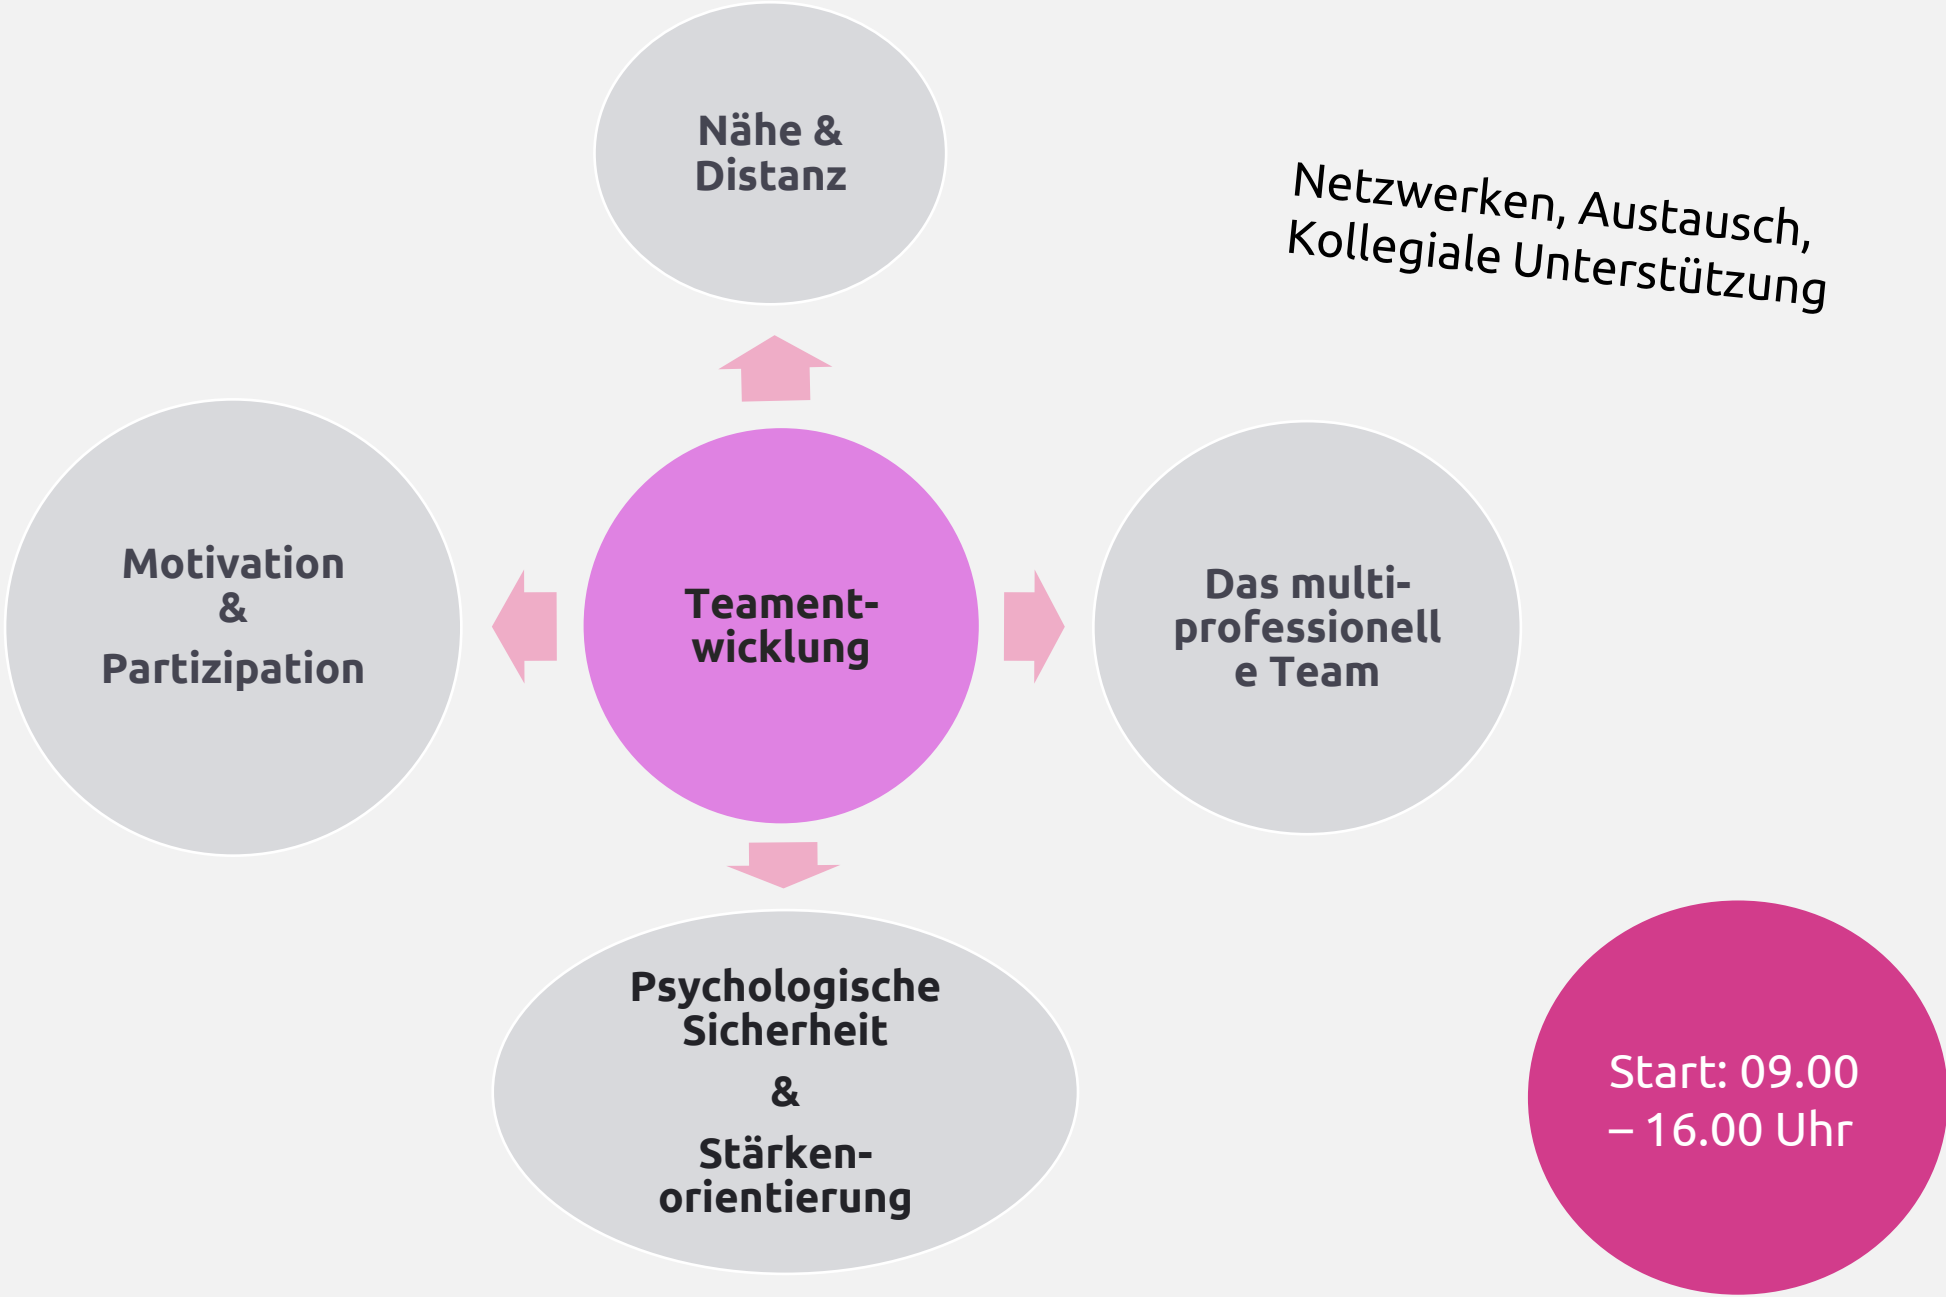 Nähe &
Distanz
Netzwerken, Austausch,
Kollegiale Unterstützung
Motivation
&
Partizipation
Teament-
wicklung
Das multi-
professionell
e Team
Psychologische
Sicherheit
&
Stärken-
orientierung
Start: 09.00
– 16.00 Uhr